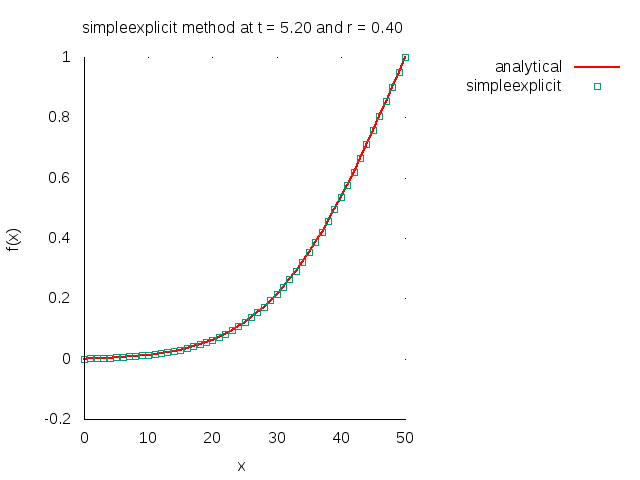 simpleexplicit method at t = 5.20 and r = 0.40
analytical
simpleexplicit
1
0.8
0.6
0.4
0.2
0
-0.2
f(x)
0 10 20 30 40 50
x